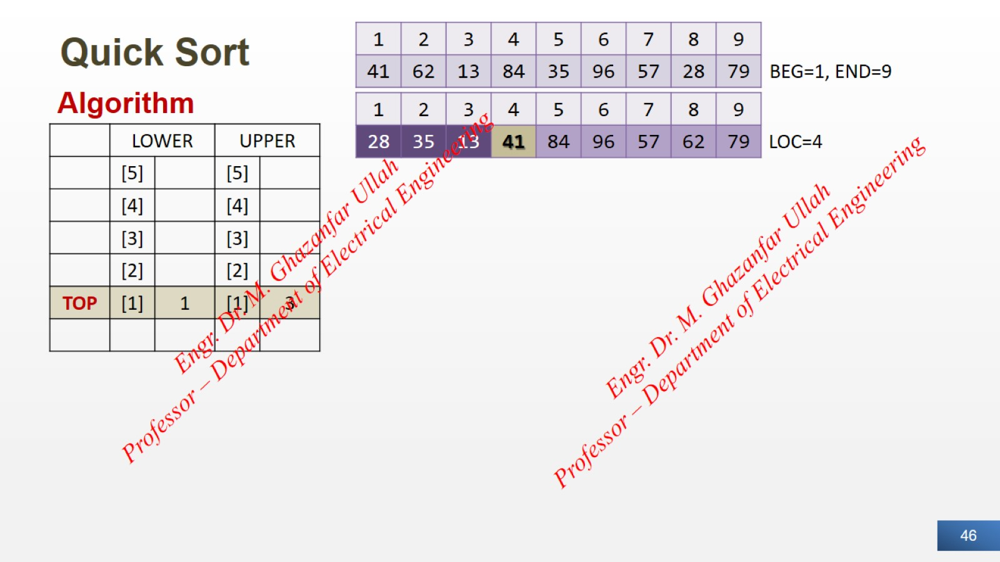 Quick Sort
Algorithm
1 2 3 4 5 6 7 8 9
41 62 13 84 35 96 57 28 79 BEG=1, END=9
1 2 3 4 5 6 7 8 9
28 35 13 41 84 96 57 62 79 LOC=4
LOWER UPPER
[5] [5]
[4] [4]
[3] [3]
[2] [2]
TOP [1] 1 [1] 3
Engr. Dr. M. Ghazanfar Ullah
Professor – Department of Electrical Engineering
Engr. Dr. M. Ghazanfar Ullah
Professor – Department of Electrical Engineering
46